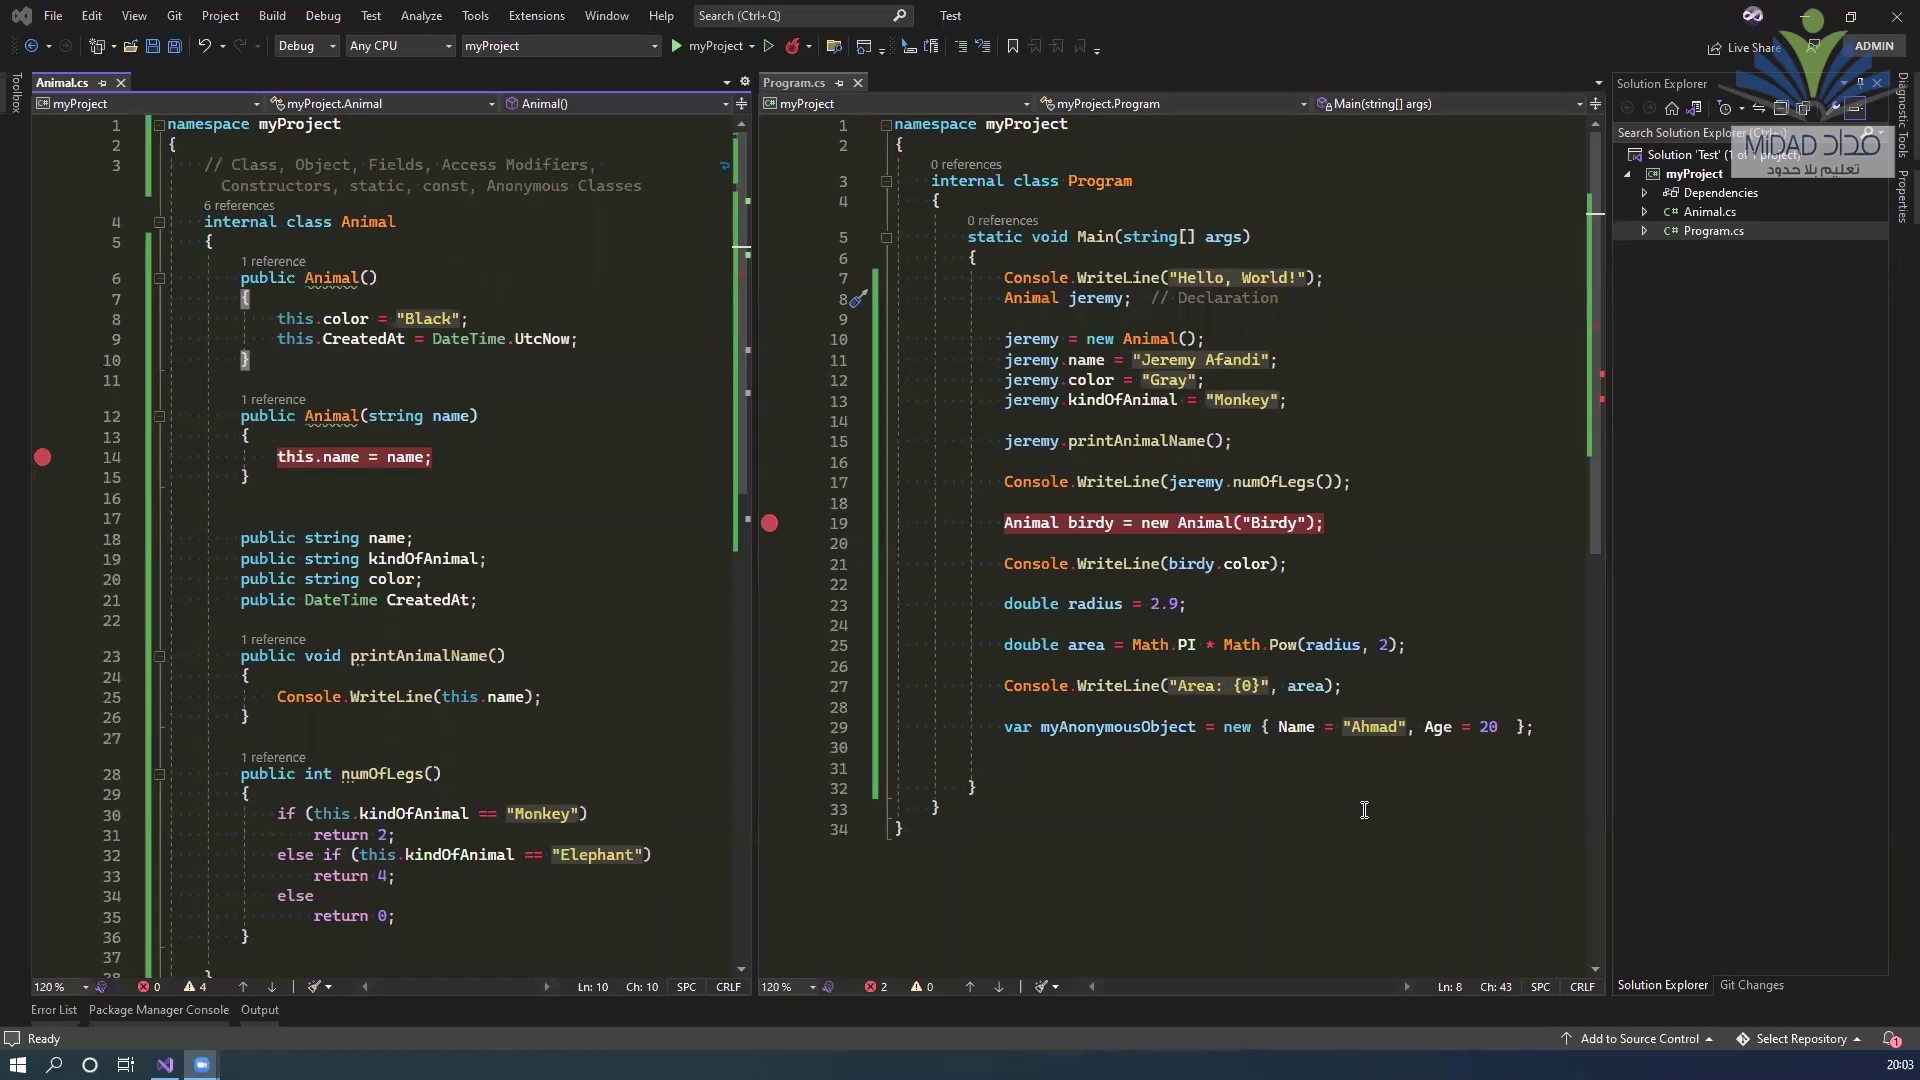 File Edit View Git Project Build Debug Test Analyze Tools Extensions Window Help Search (Ctrl+Q) Test
Debug Any CPU myProject myProject Live Share ADMIN
Toolbox
Animal.cs
myProject myProject.Animal Animal()
1 namespace myProject
2 {
3 // Class, Object, Fields, Access Modifiers,
Constructors, static, const, Anonymous Classes
6 references
4 internal class Animal
5 {
1 reference
6 public Animal()
7 {
8 this.color = "Black";
9 this.CreatedAt = DateTime.UtcNow;
10 }
11
1 reference
12 public Animal(string name)
13 {
14 this.name = name;
15 }
16
17
18 public string name;
19 public string kindOfAnimal;
20 public string color;
21 public DateTime CreatedAt;
22
1 reference
23 public void printAnimalName()
24 {
25 Console.WriteLine(this.name);
26 }
27
1 reference
28 public int numOfLegs()
29 {
30 if (this.kindOfAnimal == "Monkey")
31 return 2;
32 else if (this.kindOfAnimal == "Elephant")
33 return 4;
34 else
35 return 0;
36 }
37
38 }
120 % 0 4 Ln: 10 Ch: 10 SPC CRLF
Program.cs
myProject myProject.Program Main(string[] args)
1 namespace myProject
2 {
0 references
3 internal class Program
4 {
0 references
5 static void Main(string[] args)
6 {
7 Console.WriteLine("Hello, World!");
8 Animal jeremy; // Declaration
9
10 jeremy = new Animal();
11 jeremy.name = "Jeremy Afandi";
12 jeremy.color = "Gray";
13 jeremy.kindOfAnimal = "Monkey";
14
15 jeremy.printAnimalName();
16
17 Console.WriteLine(jeremy.numOfLegs());
18
19 Animal birdy = new Animal("Birdy");
20
21 Console.WriteLine(birdy.color);
22
23 double radius = 2.9;
24
25 double area = Math.PI * Math.Pow(radius, 2);
26
27 Console.WriteLine("Area: {0}", area);
28
29 var myAnonymousObject = new { Name = "Ahmad", Age = 20 };
30
31
32 }
33 }
34 }
120 % 2 0 Ln: 8 Ch: 43 SPC CRLF
Solution Explorer
Search Solution Explorer (Ctrl+;)
MiDAD مداد
تعليم بلا حدود
Solution 'Test' (1 of 1 project)
myProject
Dependencies
C# Animal.cs
C# Program.cs
Solution Explorer Git Changes
Diagnostic Tools
Properties
Error List Package Manager Console Output
Ready Add to Source Control Select Repository 1
20:03